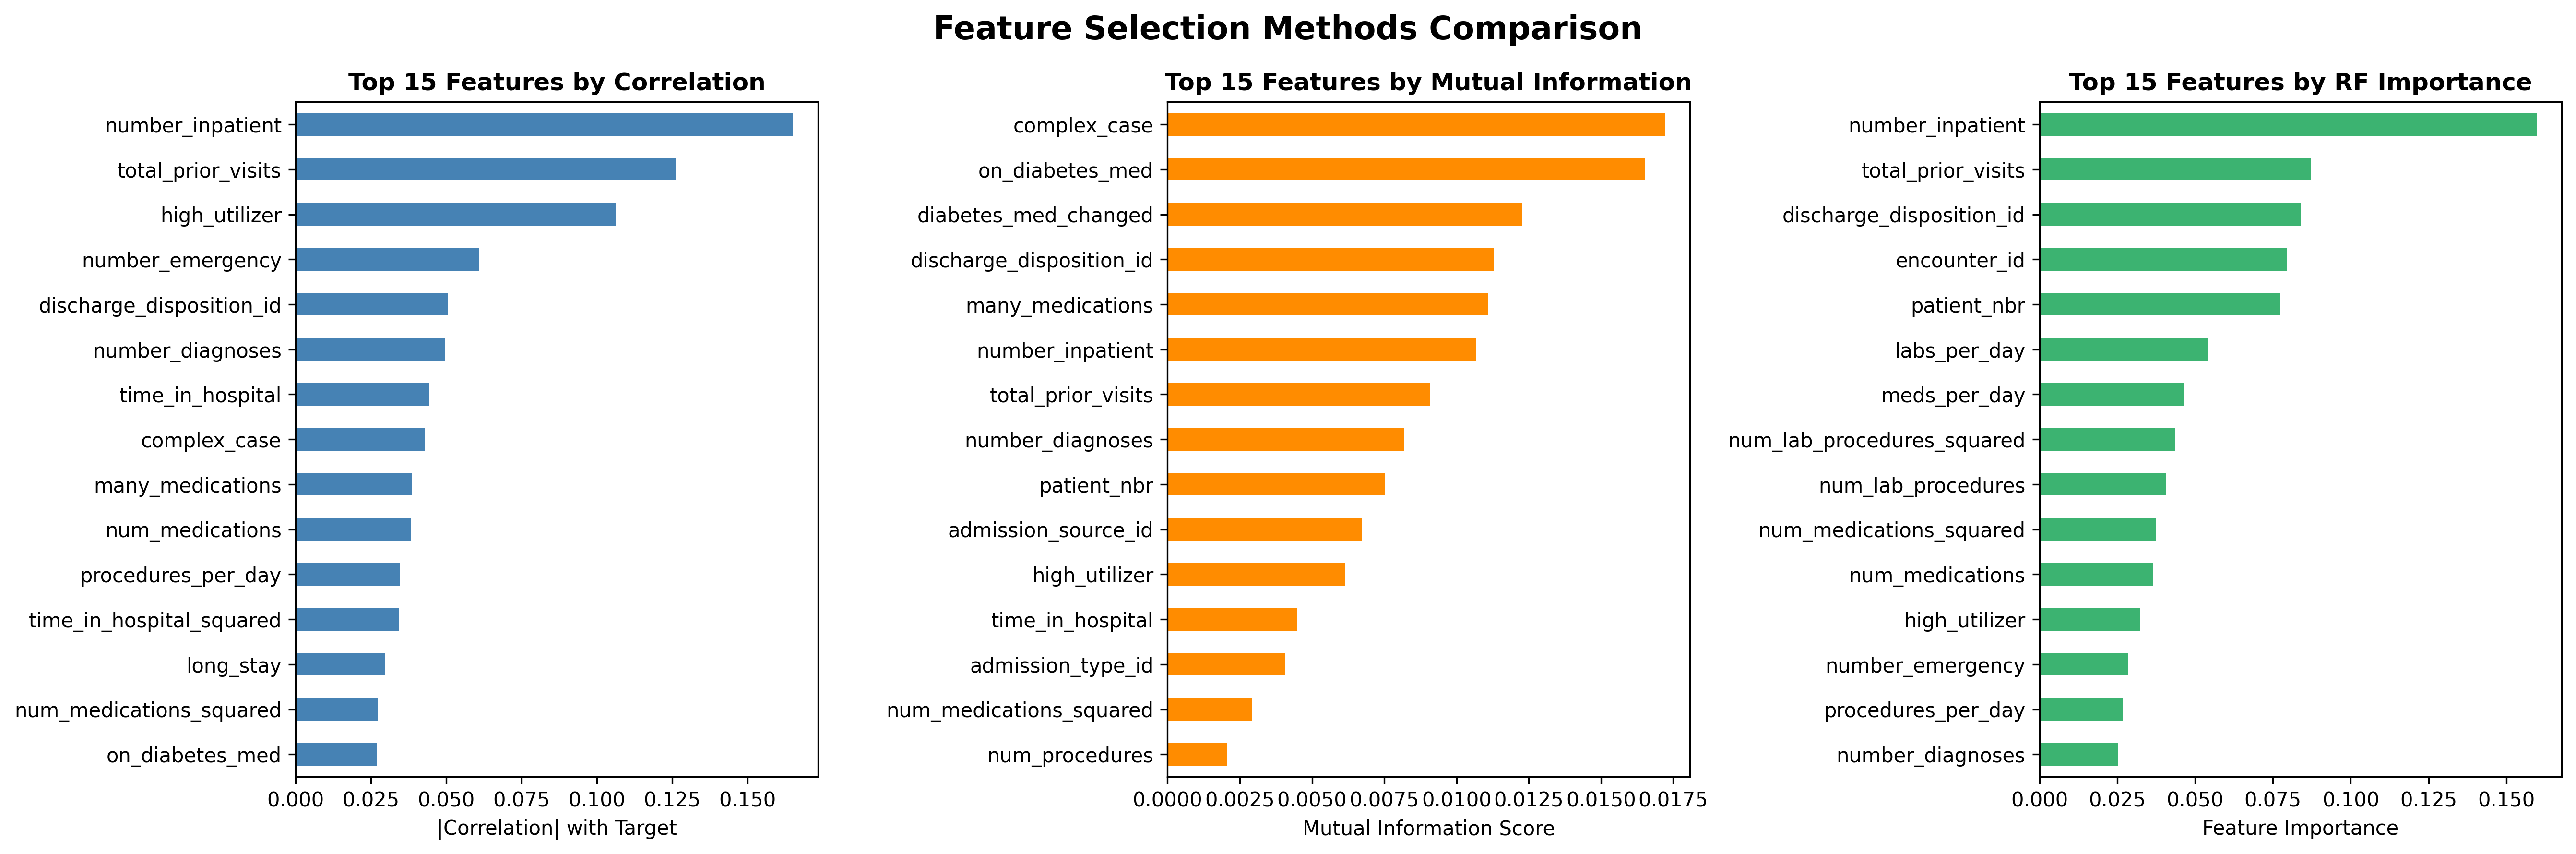 Feature Selection Methods Comparison
Top 15 Features by Correlation
number_inpatient
total_prior_visits
high_utilizer
number_emergency
discharge_disposition_id
number_diagnoses
time_in_hospital
complex_case
many_medications
num_medications
procedures_per_day
time_in_hospital_squared
long_stay
num_medications_squared
on_diabetes_med
0.000 0.025 0.050 0.075 0.100 0.125 0.150
|Correlation| with Target
Top 15 Features by Mutual Information
complex_case
on_diabetes_med
diabetes_med_changed
discharge_disposition_id
many_medications
number_inpatient
total_prior_visits
number_diagnoses
patient_nbr
admission_source_id
high_utilizer
time_in_hospital
admission_type_id
num_medications_squared
num_procedures
0.0000 0.0025 0.0050 0.0075 0.0100 0.0125 0.0150 0.0175
Mutual Information Score
Top 15 Features by RF Importance
number_inpatient
total_prior_visits
discharge_disposition_id
encounter_id
patient_nbr
labs_per_day
meds_per_day
num_lab_procedures_squared
num_lab_procedures
num_medications_squared
num_medications
high_utilizer
number_emergency
procedures_per_day
number_diagnoses
0.000 0.025 0.050 0.075 0.100 0.125 0.150
Feature Importance